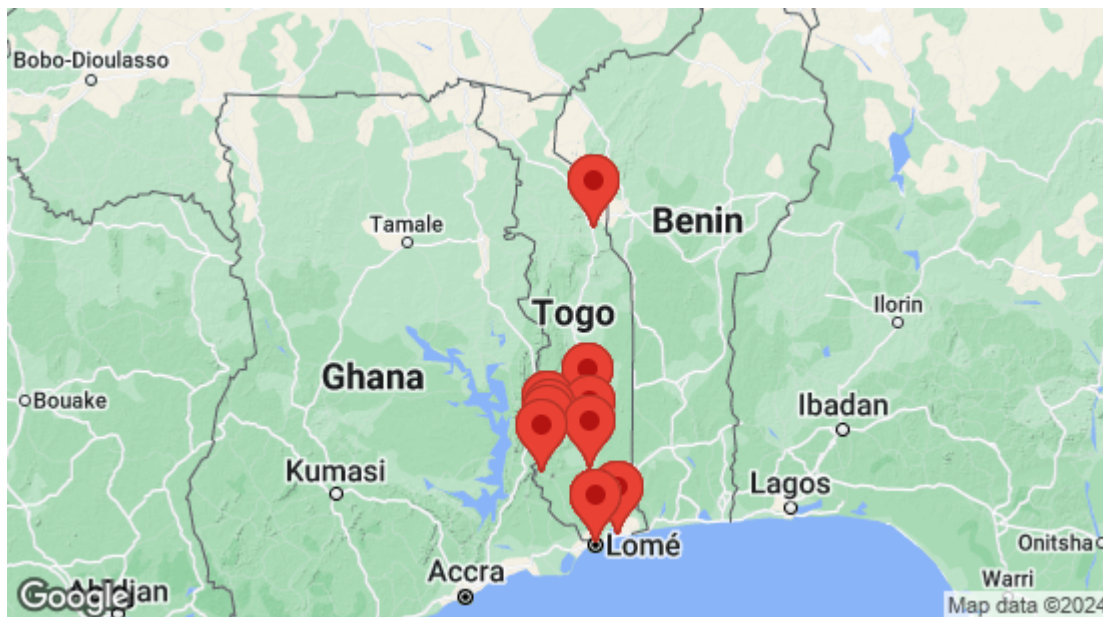 Bobo-Dioulasso
Benin
Tamale
Togo
Ilorin
Ghana
Bouake
Ibadan
Kumasi
Lagos
Lomé
Onitsha
Accra
Warri
Abidjan
Google
Map data ©2024